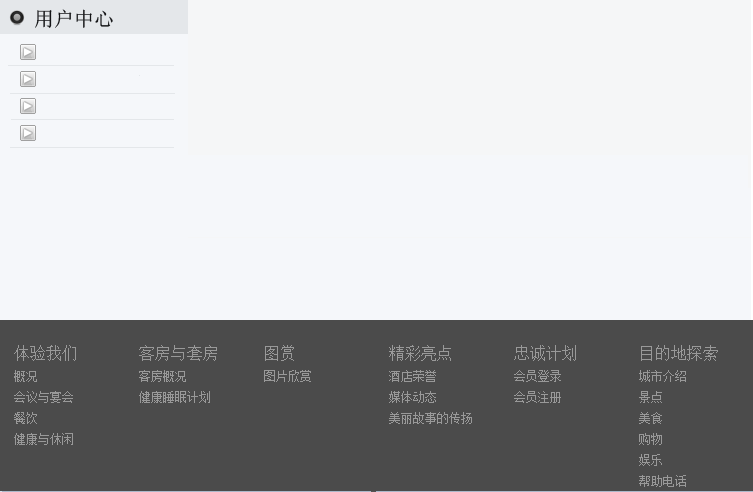 用户中心
体验我们
概况
会议与宴会
餐饮
健康与休闲
客房与套房
客房概况
健康睡眠计划
图赏
图片欣赏
精彩亮点
酒店荣誉
媒体动态
美丽故事的传扬
忠诚计划
会员登录
会员注册
目的地探索
城市介绍
景点
美食
购物
娱乐
帮助电话